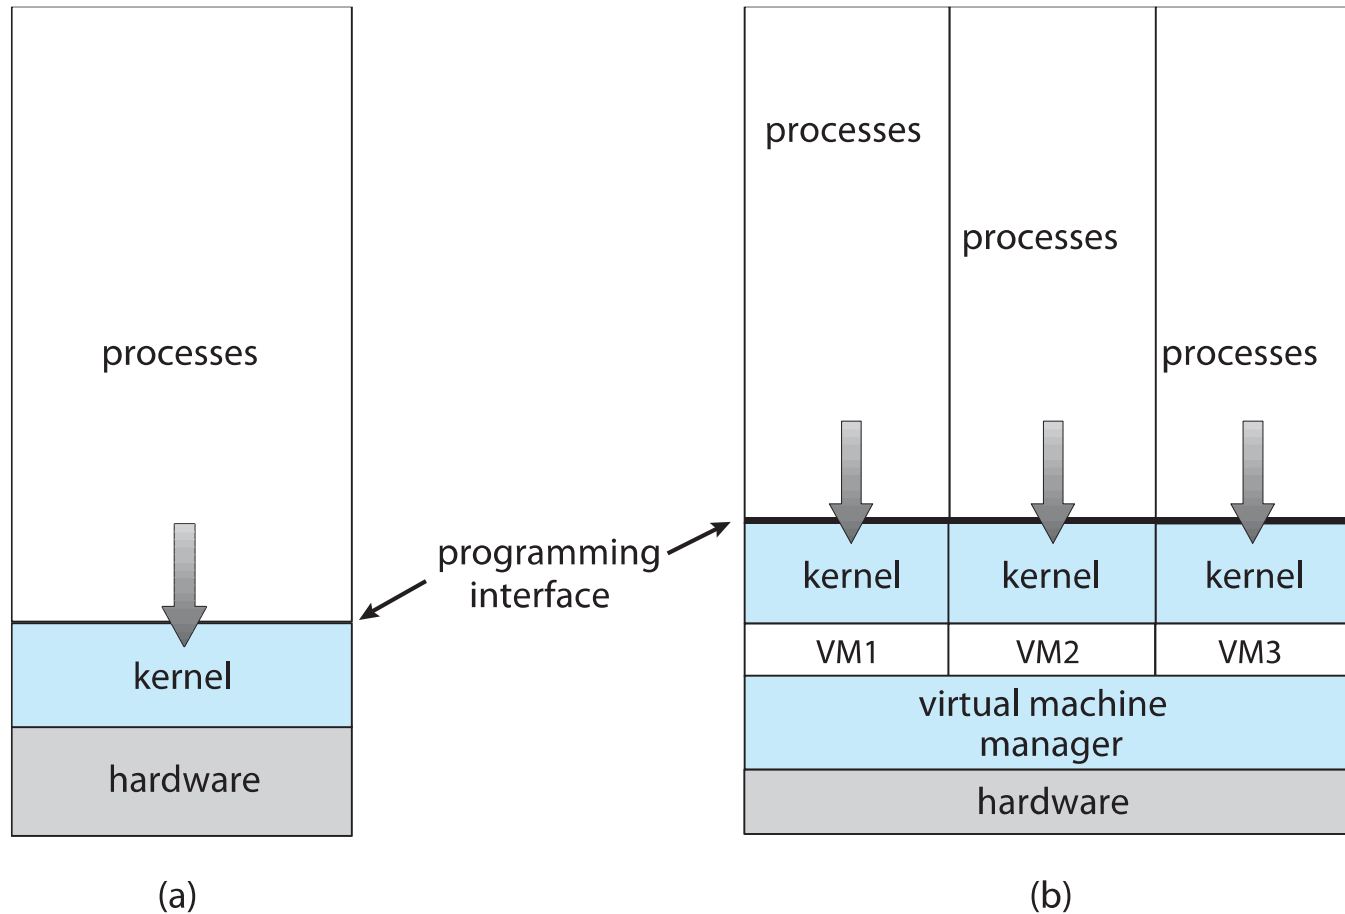 processes
kernel
hardware
(a)
programming
interface
processes
processes
processes
kernel
kernel
kernel
VM1
VM2
VM3
virtual machine
manager
hardware
(b)